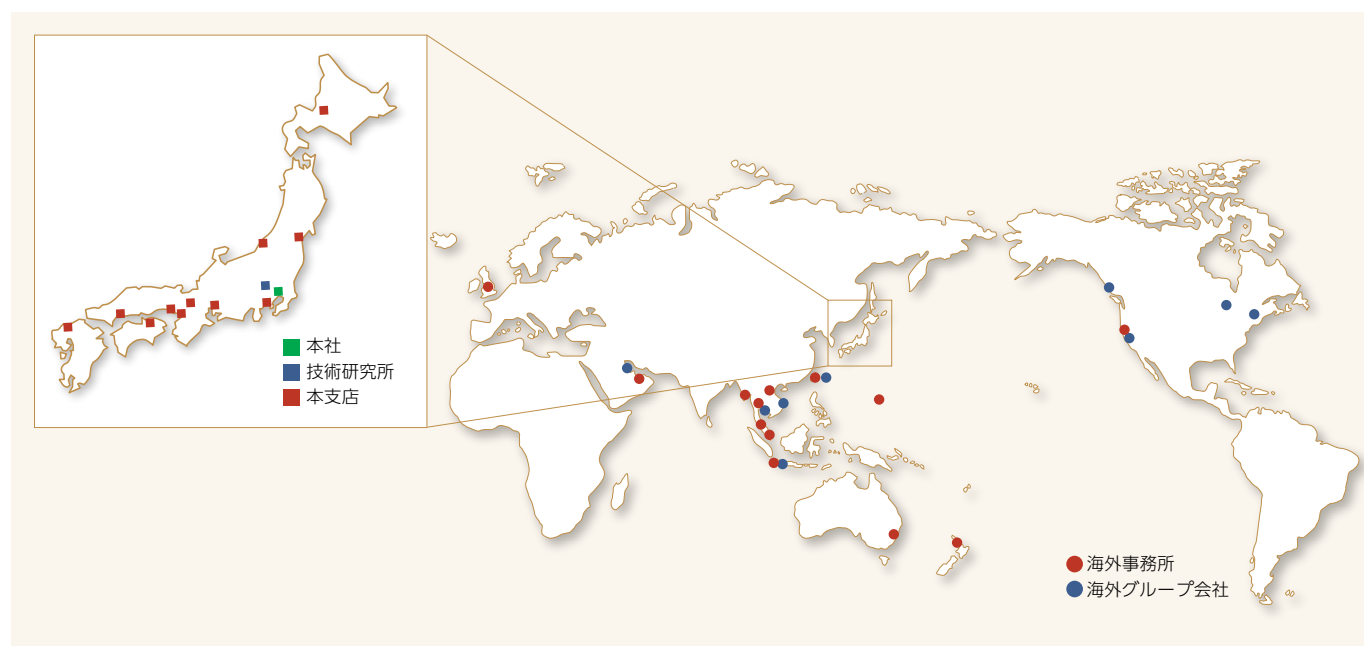 本社
技術研究所
本支店
海外事務所
海外グループ会社